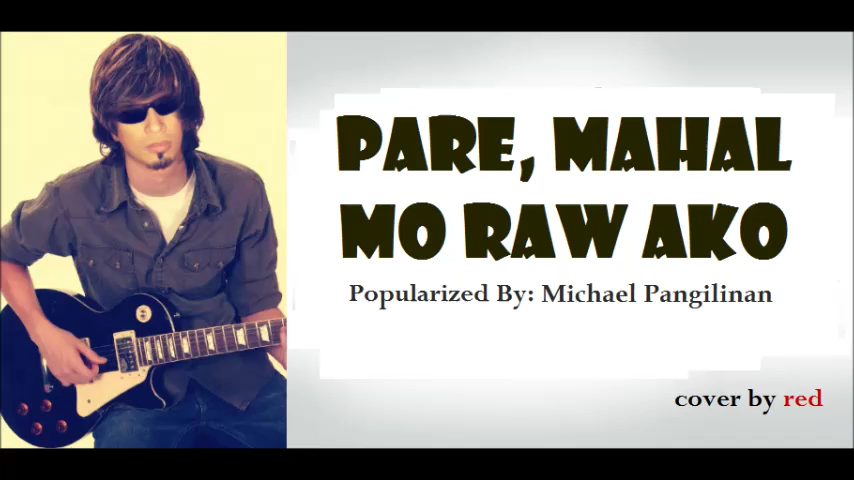 PARE, MAHAL
MO RAW AKO
Popularized By: Michael Pangilinan
cover by red